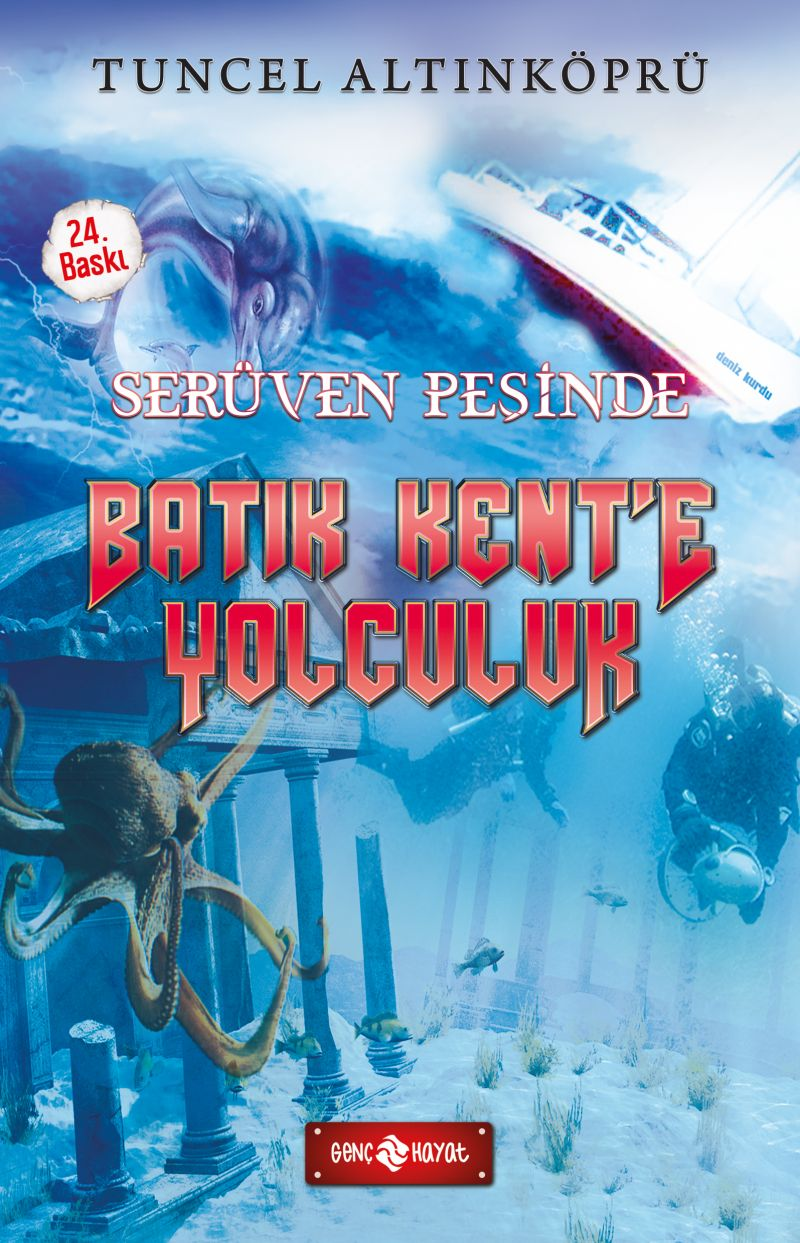 TUNCEL ALTINKÖPRÜ
24.
Baskı
deniz kurdu
SERÜVEN PEŞİNDE
BATIK KENT'E
YOLCULUK
GENÇ HAYAT